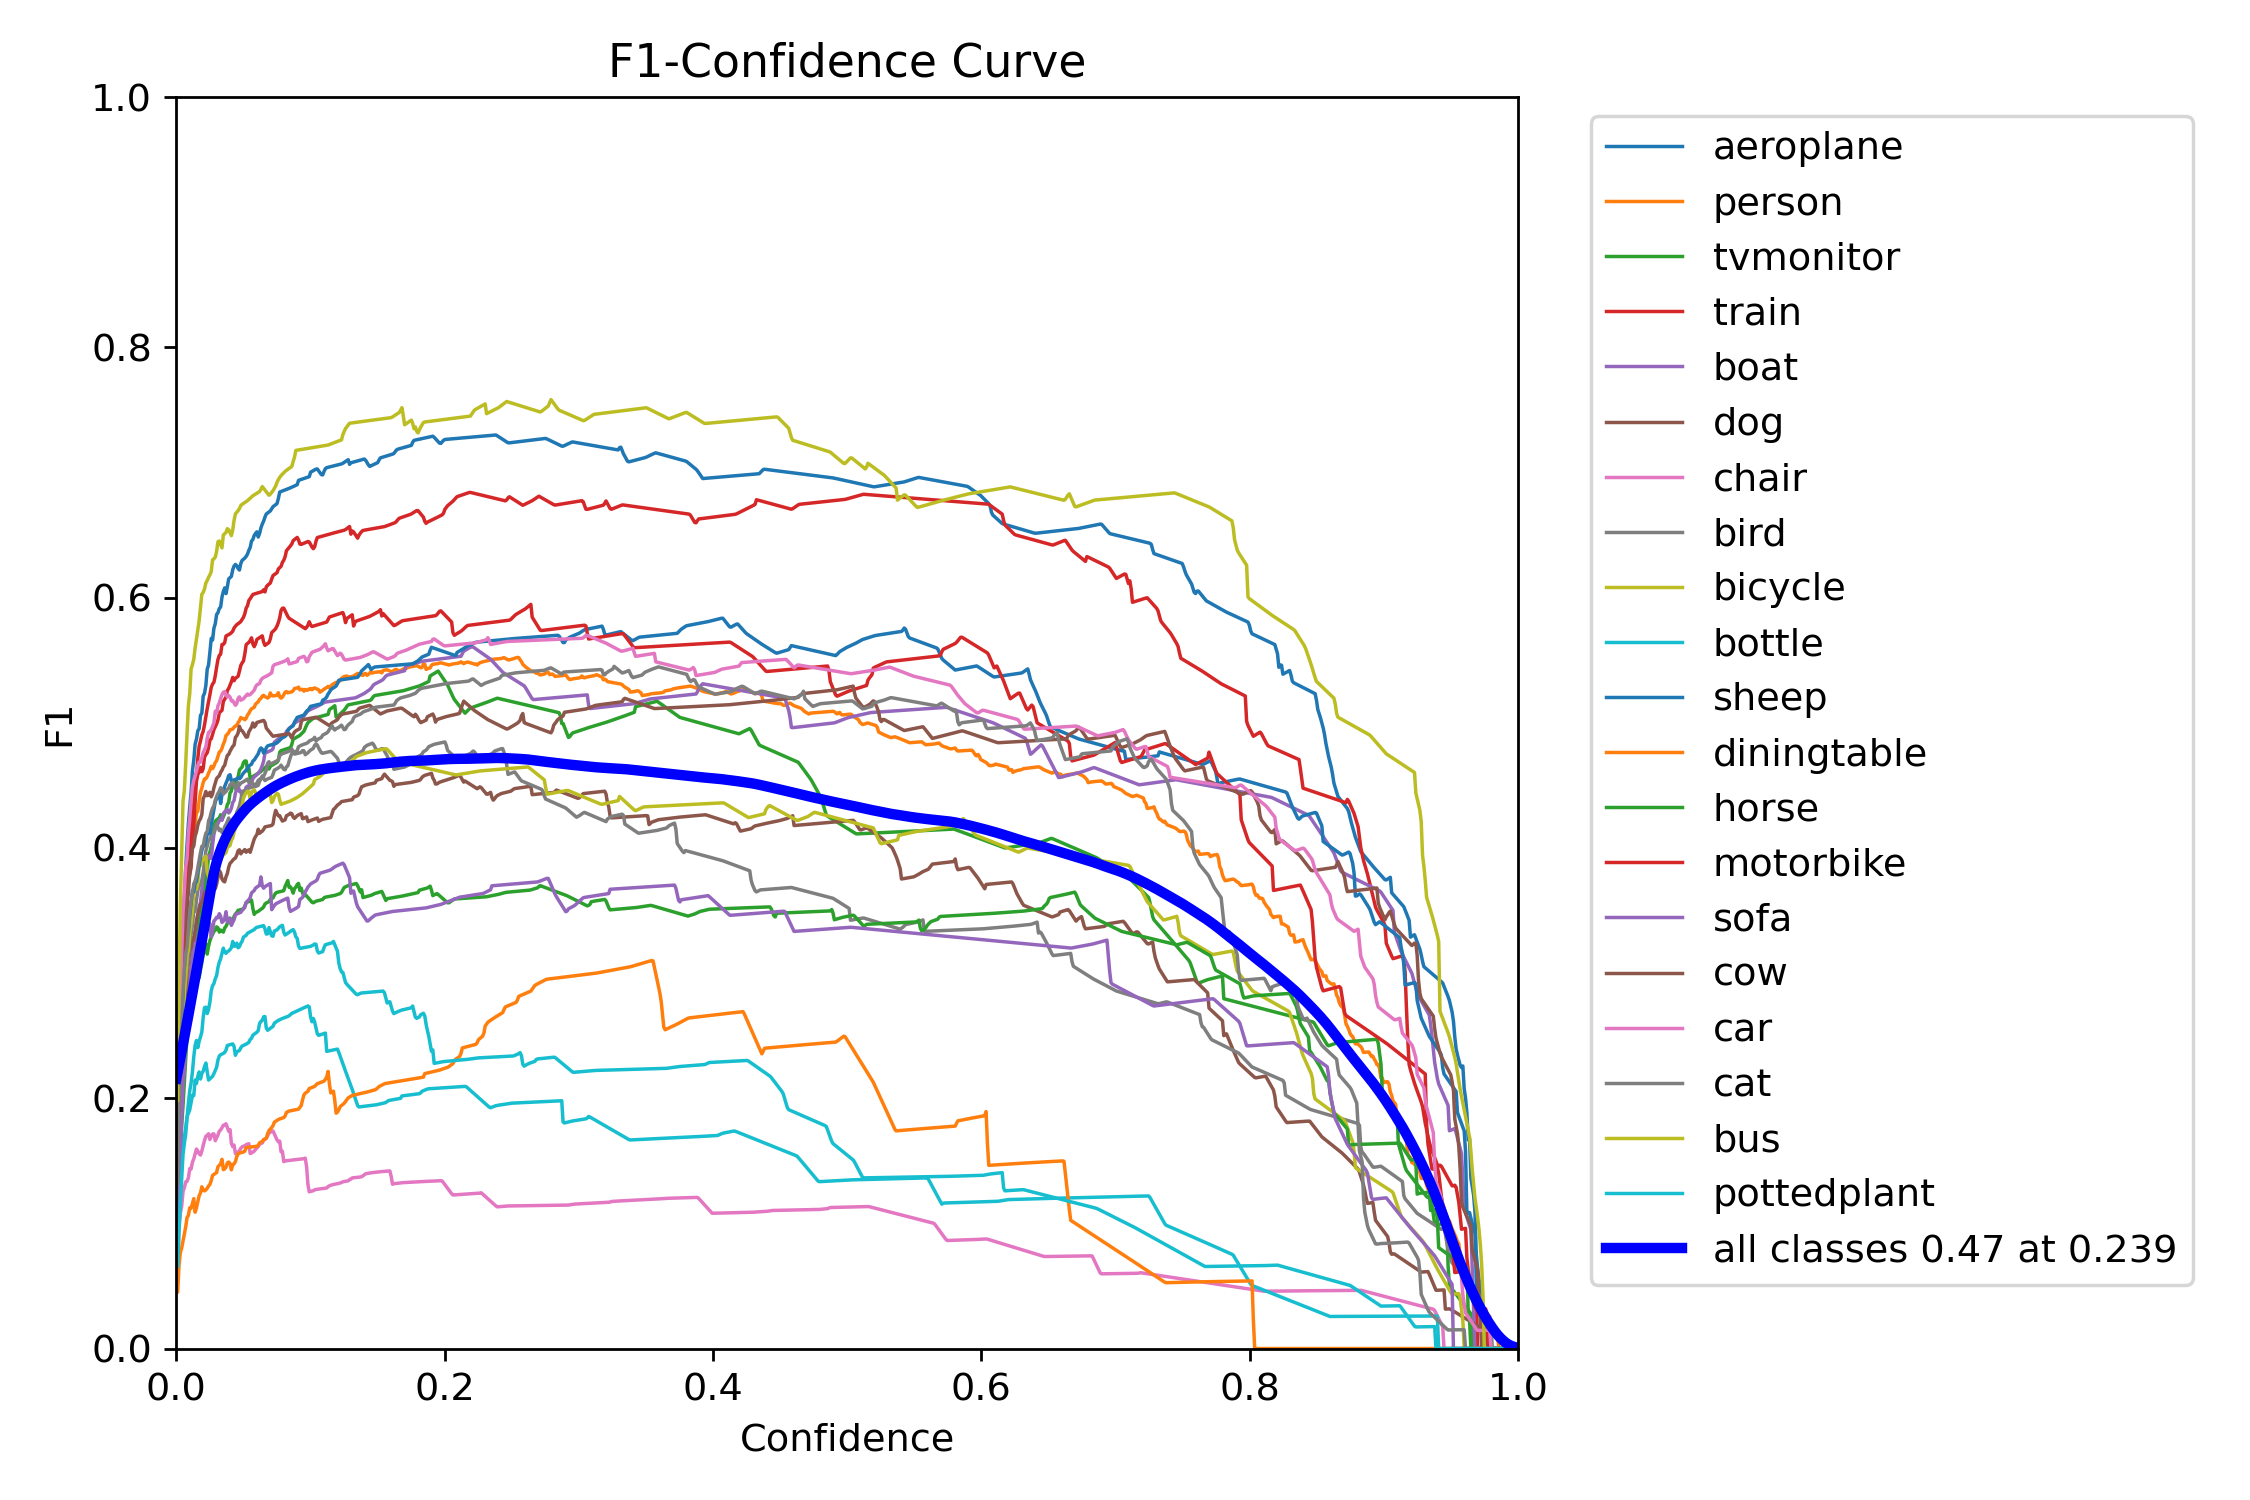 F1-Confidence Curve
1.0
0.8
0.6
0.4
0.2
0.0
F1
0.0 0.2 0.4 0.6 0.8 1.0
Confidence
aeroplane
person
tvmonitor
train
boat
dog
chair
bird
bicycle
bottle
sheep
diningtable
horse
motorbike
sofa
cow
car
cat
bus
pottedplant
all classes 0.47 at 0.239